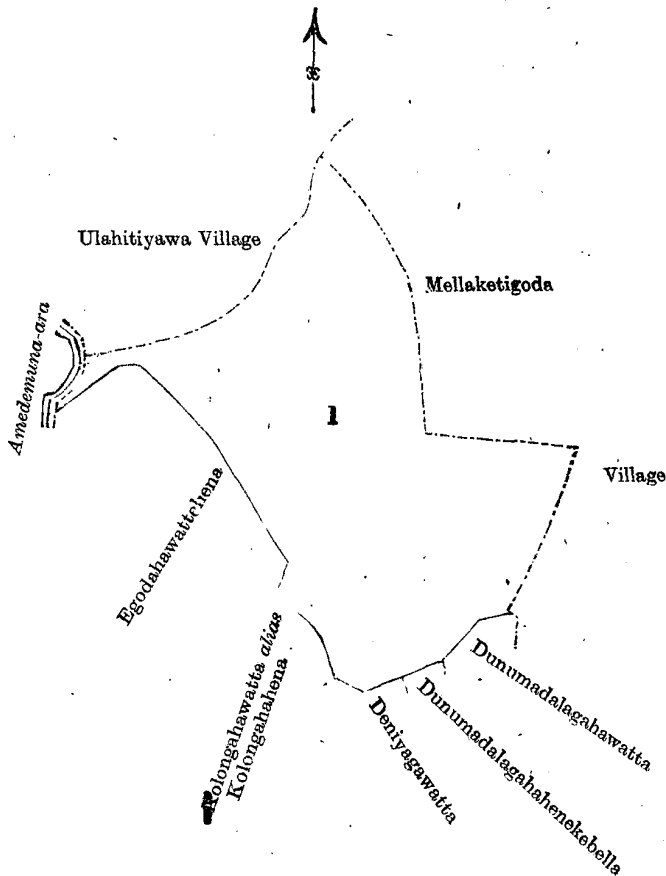 Ulahitiyawa Village
Mellaketigoda
Amedemuna-ara
1
Village
Egodahawattehena
Kolongahawatta alias
Kolongahahena
Deniyagawatta
Dunumadalagahahenekebella
Dunumadalagahawatta